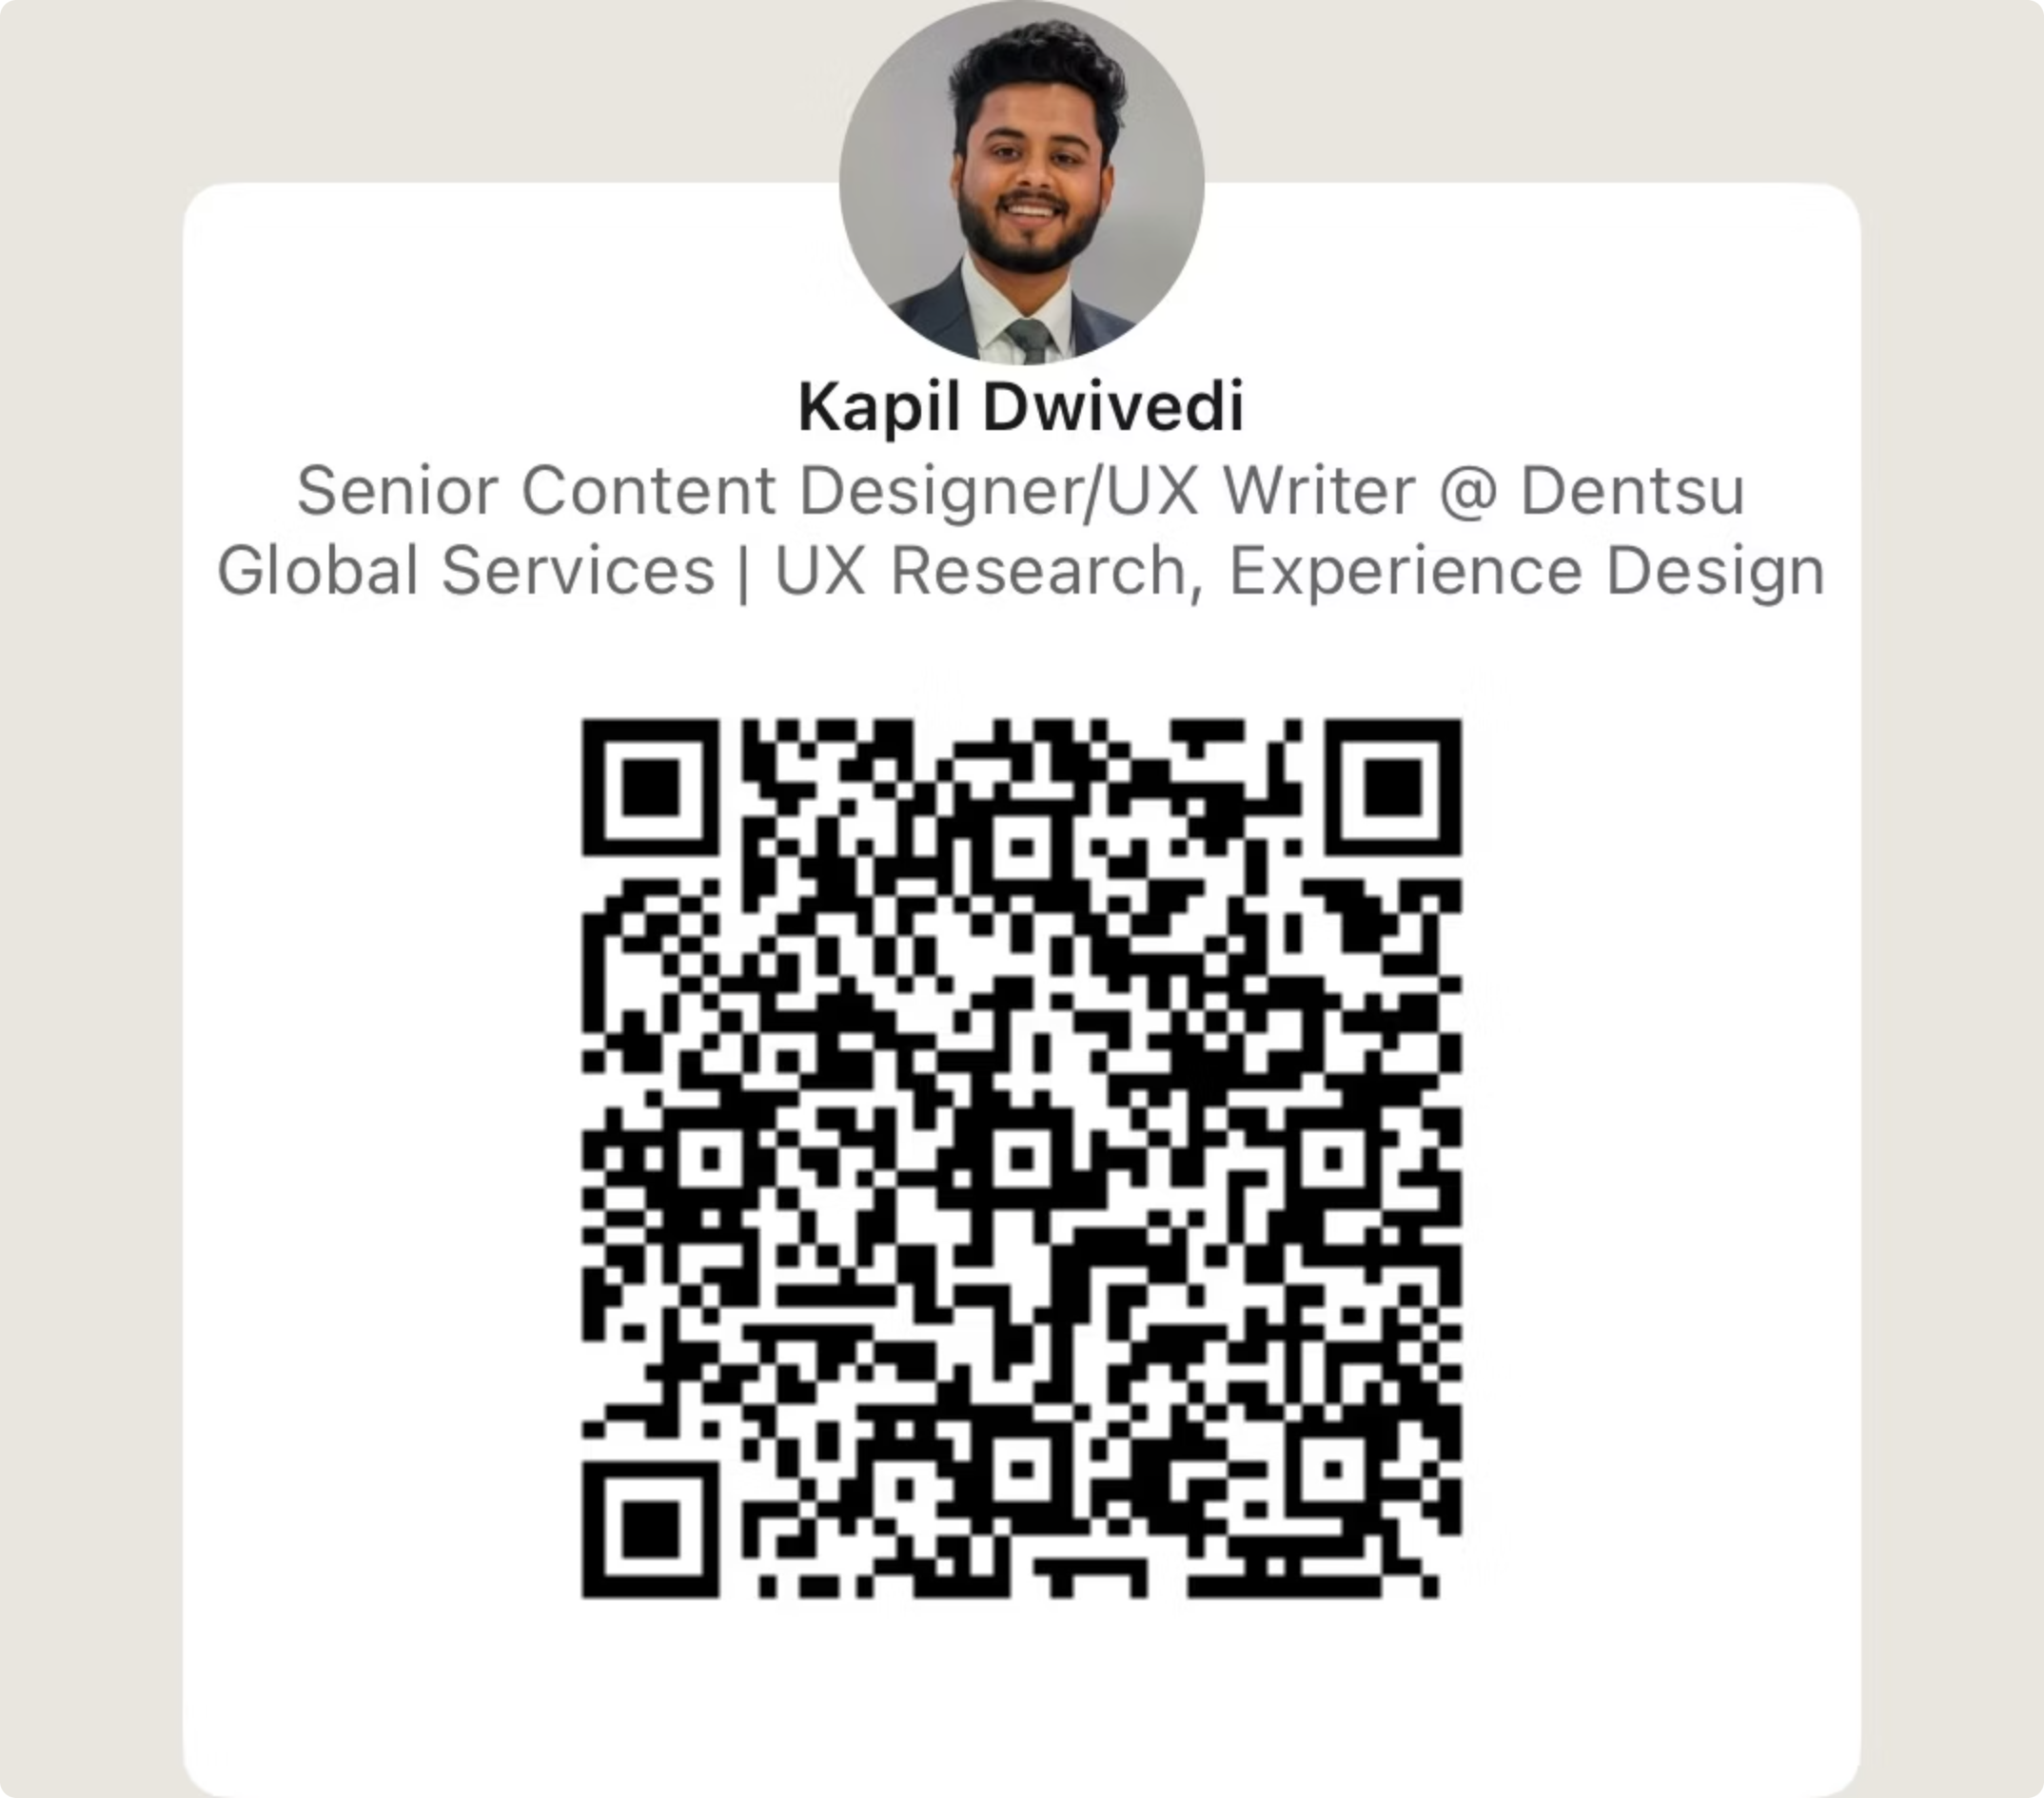 Kapil Dwivedi
Senior Content Designer/UX Writer @ Dentsu
Global Services | UX Research, Experience Design